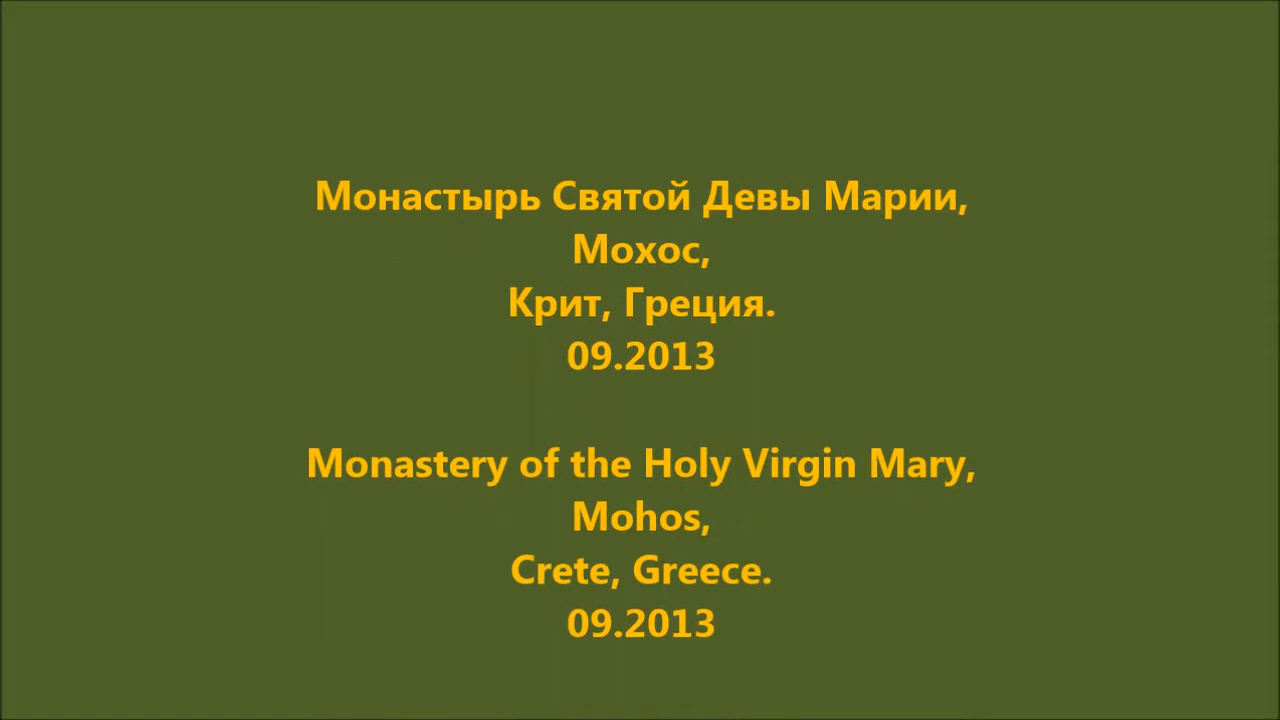 Монастырь Святой Девы Марии,
Мохос,
Крит, Греция.
09.2013
Monastery of the Holy Virgin Mary,
Mohos,
Crete, Greece.
09.2013